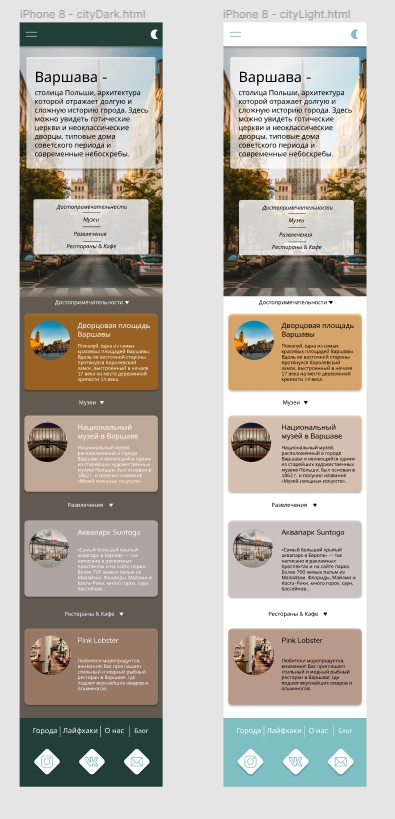 iPhone 8 - cityDark.html
Варшава -
столица Польши, архитектура
которой отражает долгую и
сложную историю города. Здесь
можно увидеть готические
церкви и неоклассические
дворцы, типовые дома
советского периода и
современные небоскребы.
Достопримечательности
Музеи
Развлечения
Рестораны & Кафе
Достопримечательности ▾
Дворцовая площадь
Варшавы
Пожалуй, одна из самых
красивых площадей Варшавы.
Вдоль ее восточной стороны
протянулся Королевский
замок, выстроенный в начале
17 века на месте деревянной
крепости 14 века.
Музеи ▾
Национальный
музей в Варшаве
Национальный музей,
расположенный в городе
Варшава и являющийся одним
из старейших художественных
музеев Польши, был основан в
1862 г. и получил название
«Музей изящных искусств».
Развлечения ▾
Аквапарк Suntogo
«Самый большой крытый
аквапарк в Европе» — так
написано в рекламных
проспектах и на сайте парка.
Более 700 живых пальм из
Малайзии, Флориды, Майами и
Коста-Рики, много горок, саун,
бассейнов..
Рестораны & Кафе ▾
Pink Lobster
Любители морепродуктов,
внимание! Вас приглашает
стильный и модный рыбный
ресторан в Варшаве, где
подают вкуснейших омаров и
осьминогов.
Города
Лайфхаки
О нас
Блог
iPhone 8 - cityLight.html
Варшава -
столица Польши, архитектура
которой отражает долгую и
сложную историю города. Здесь
можно увидеть готические
церкви и неоклассические
дворцы, типовые дома
советского периода и
современные небоскребы.
Достопримечательности
Музеи
Развлечения
Рестораны & Кафе
Достопримечательности ▾
Дворцовая площадь
Варшавы
Пожалуй, одна из самых
красивых площадей Варшавы.
Вдоль ее восточной стороны
протянулся Королевский
замок, выстроенный в начале
17 века на месте деревянной
крепости 14 века.
Музеи ▾
Национальный
музей в Варшаве
Национальный музей,
расположенный в городе
Варшава и являющийся одним
из старейших художественных
музеев Польши, был основан в
1862 г. и получил название
«Музей изящных искусств».
Развлечения ▾
Аквапарк Suntogo
«Самый большой крытый
аквапарк в Европе» — так
написано в рекламных
проспектах и на сайте парка.
Более 700 живых пальм из
Малайзии, Флориды, Майами и
Коста-Рики, много горок, саун,
бассейнов..
Рестораны & Кафе ▾
Pink Lobster
Любители морепродуктов,
внимание! Вас приглашает
стильный и модный рыбный
ресторан в Варшаве, где
подают вкуснейших омаров и
осьминогов.
Города
Лайфхаки
О нас
Блог